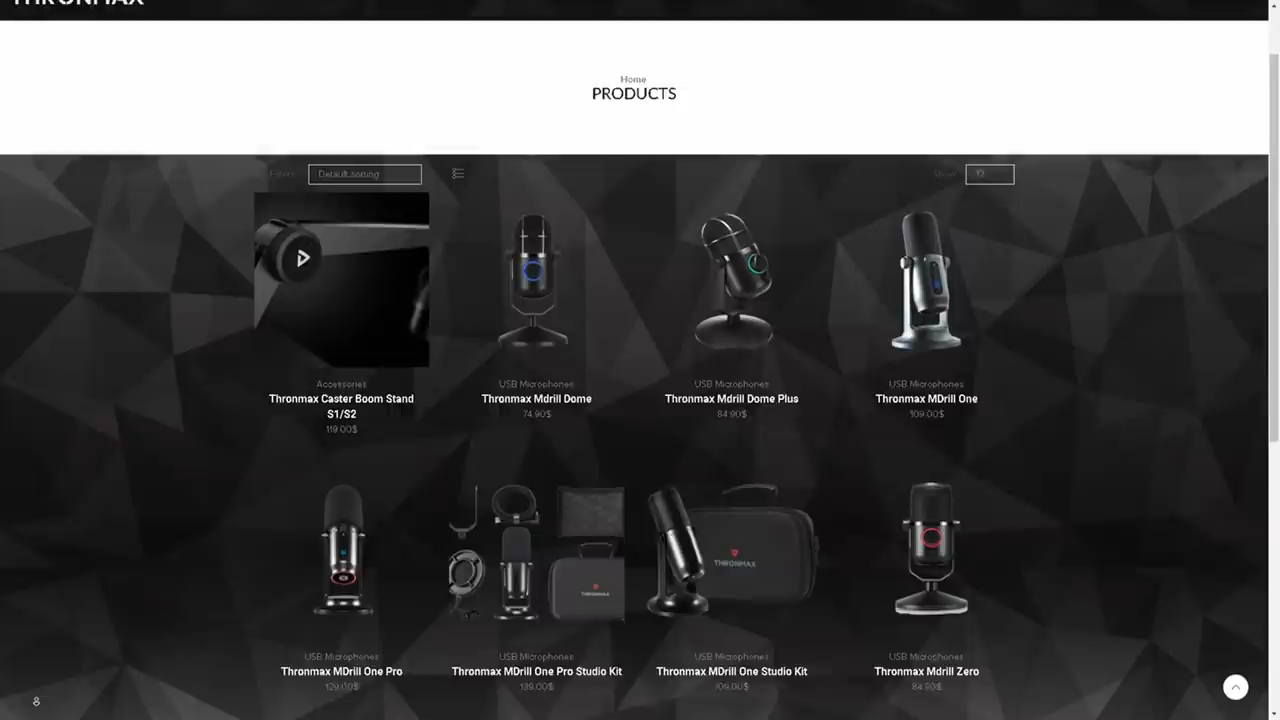 THRONMAX
Home
PRODUCTS
Filters
Default sorting
Show
12
Accessories
Thronmax Caster Boom Stand
S1/S2
119.00$
USB Microphones
Thronmax Mdrill Dome
74.90$
USB Microphones
Thronmax Mdrill Dome Plus
84.90$
USB Microphones
Thronmax MDrill One
109.00$
THRONMAX
THRONMAX
USB Microphones
Thronmax MDrill One Pro
129.00$
USB Microphones
Thronmax MDrill One Pro Studio Kit
139.00$
USB Microphones
Thronmax MDrill One Studio Kit
109.00$
USB Microphones
Thronmax Mdrill Zero
84.90$